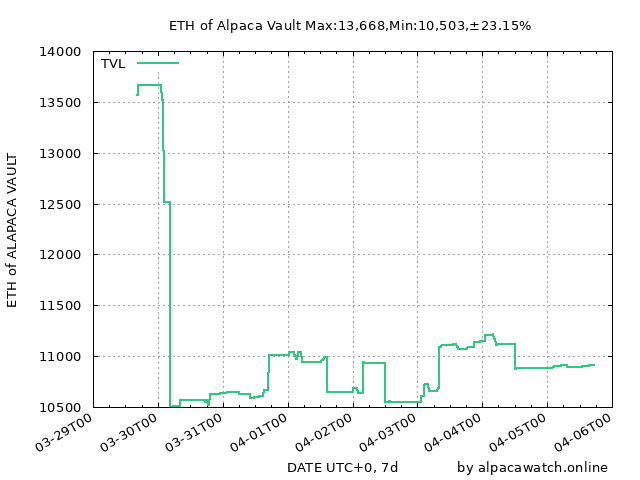 ETH of Alpaca Vault Max:13,668,Min:10,503,±23.15%
TVL
14000
13500
13000
12500
12000
11500
11000
10500
ETH of ALAPACA VAULT
03-29T00
03-30T00
03-31T00
04-01T00
04-02T00
04-03T00
04-04T00
04-05T00
04-06T00
DATE UTC+0, 7d
by alpacawatch.online